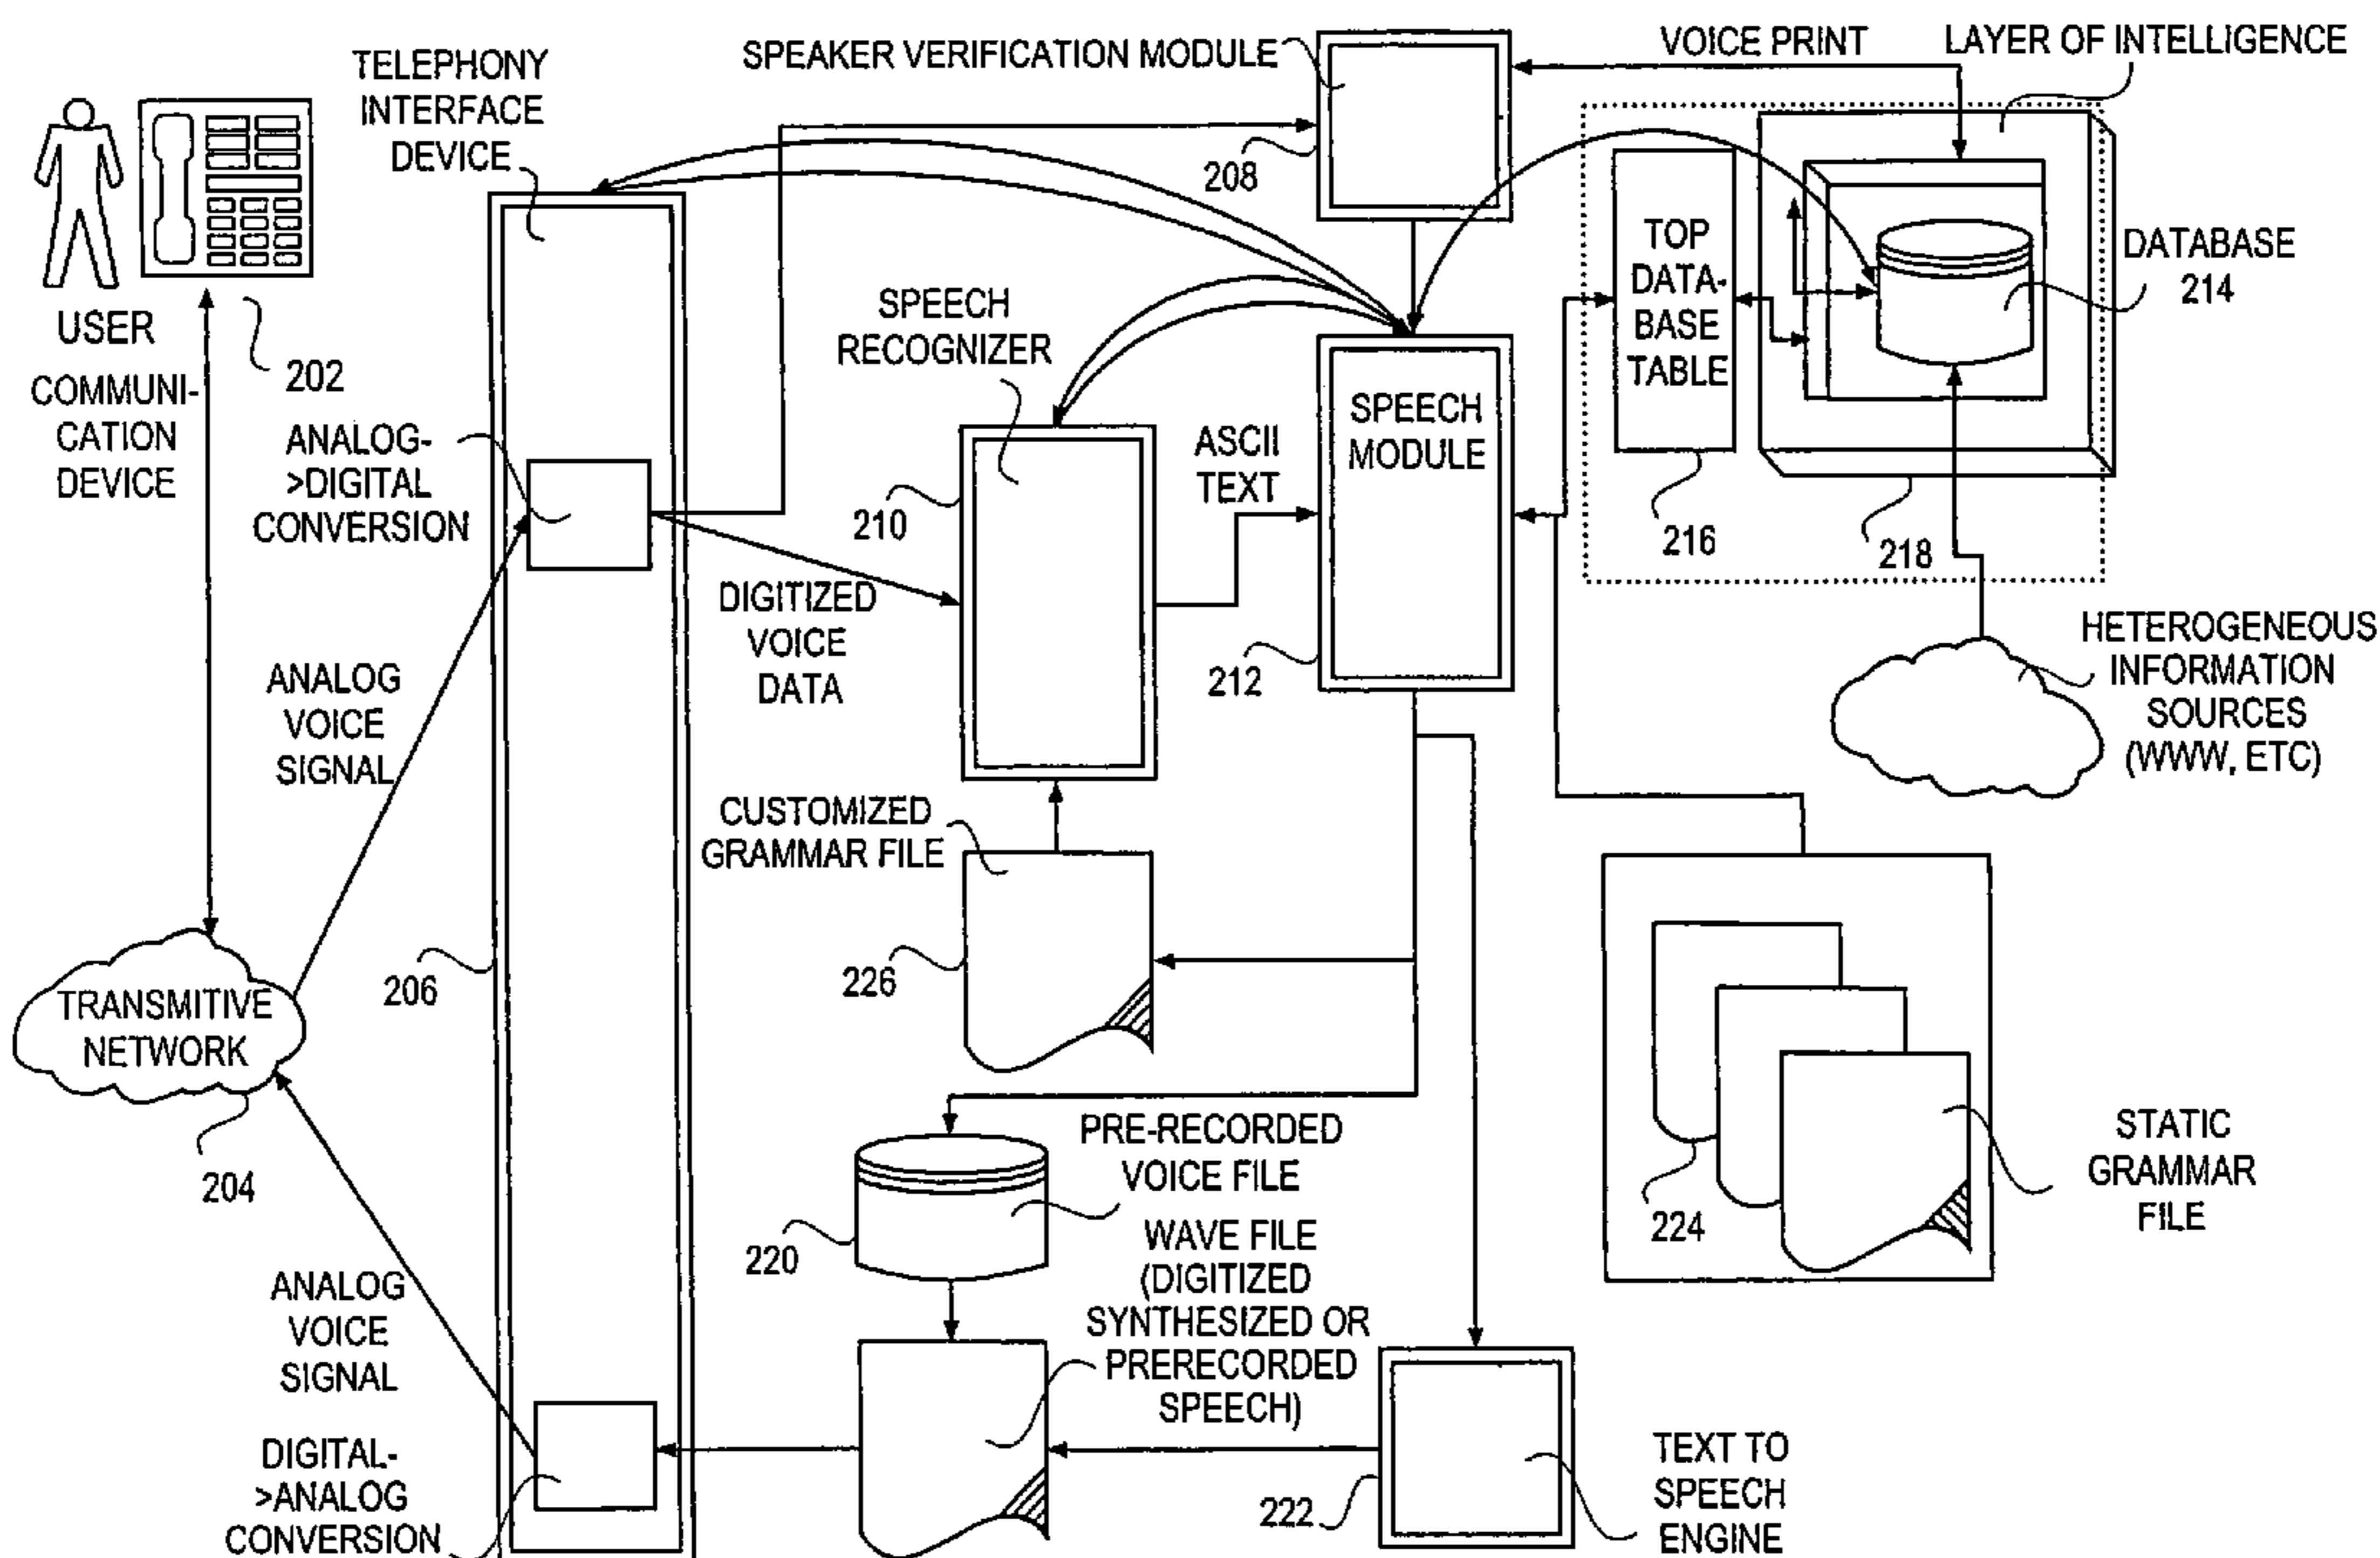 SPEAKER VERIFICATION MODULE
VOICE PRINT
LAYER OF INTELLIGENCE
TELEPHONY
INTERFACE
DEVICE
208
USER
202
COMMUNI-
CATION
DEVICE
ANALOG-
>DIGITAL
CONVERSION
SPEECH
RECOGNIZER
210
ASCII
TEXT
SPEECH
MODULE
212
TOP
DATA-
BASE
TABLE
216
218
DATABASE
214
DIGITIZED
VOICE
DATA
HETEROGENEOUS
INFORMATION
SOURCES
(WWW, ETC)
ANALOG
VOICE
SIGNAL
CUSTOMIZED
GRAMMAR FILE
226
206
TRANSMITIVE
NETWORK
204
PRE-RECORDED
VOICE FILE
220
WAVE FILE
(DIGITIZED
SYNTHESIZED OR
PRERECORDED
SPEECH)
224
STATIC
GRAMMAR
FILE
ANALOG
VOICE
SIGNAL
DIGITAL-
>ANALOG
CONVERSION
222
TEXT TO
SPEECH
ENGINE